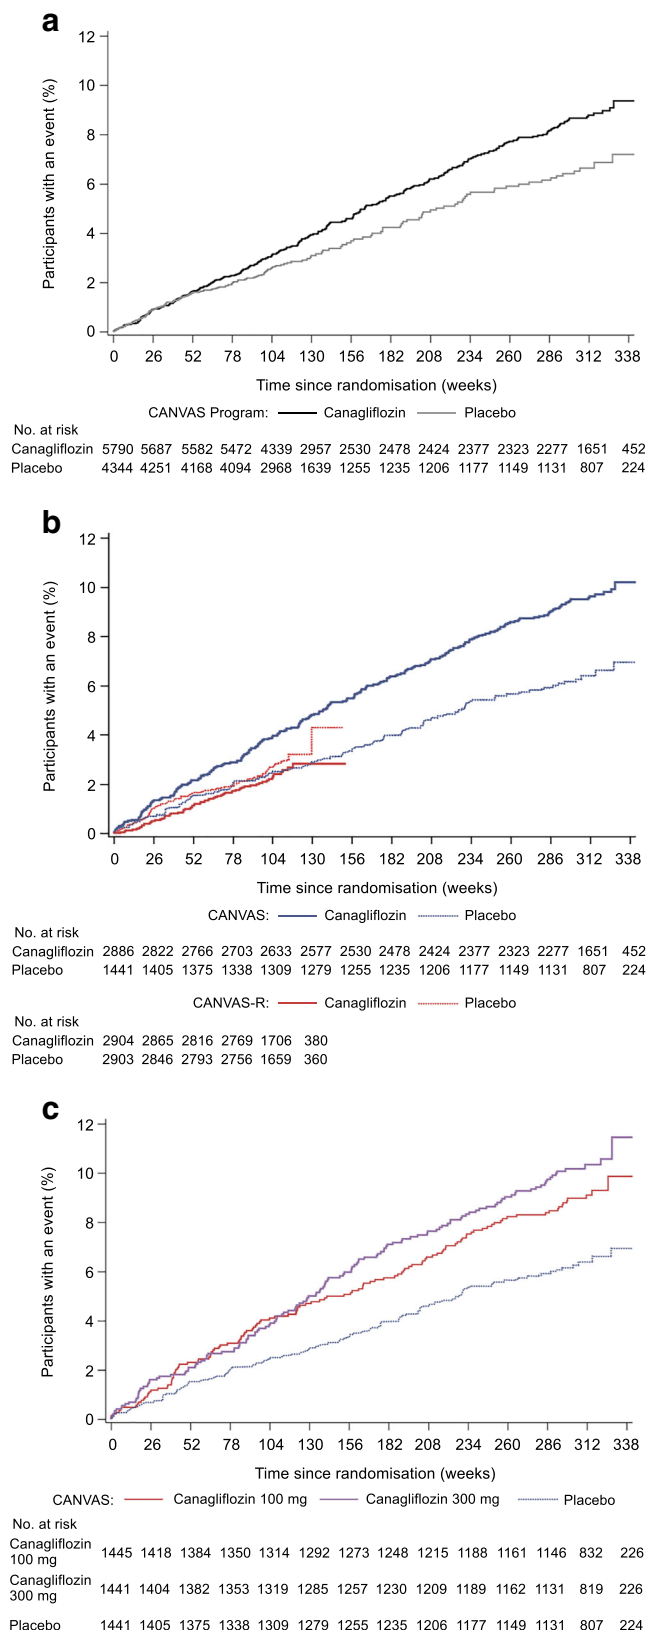 a
Participants with an event (%)
12
10
8
6
4
2
0
0 26 52 78 104 130 156 182 208 234 260 286 312 338
Time since randomisation (weeks)
CANVAS Program: Canagliflozin Placebo
No. at risk
Canagliflozin 5790 5687 5582 5472 4339 2957 2530 2478 2424 2377 2323 2277 1651 452
Placebo 4344 4251 4168 4094 2968 1639 1255 1235 1206 1177 1149 1131 807 224
b
Participants with an event (%)
12
10
8
6
4
2
0
0 26 52 78 104 130 156 182 208 234 260 286 312 338
Time since randomisation (weeks)
CANVAS: Canagliflozin Placebo
No. at risk
Canagliflozin 2886 2822 2766 2703 2633 2577 2530 2478 2424 2377 2323 2277 1651 452
Placebo 1441 1405 1375 1338 1309 1279 1255 1235 1206 1177 1149 1131 807 224
CANVAS-R: Canagliflozin Placebo
No. at risk
Canagliflozin 2904 2865 2816 2769 1706 380
Placebo 2903 2846 2793 2756 1659 360
c
Participants with an event (%)
12
10
8
6
4
2
0
0 26 52 78 104 130 156 182 208 234 260 286 312 338
Time since randomisation (weeks)
CANVAS: Canagliflozin 100 mg Canagliflozin 300 mg Placebo
No. at risk
Canagliflozin
100 mg 1445 1418 1384 1350 1314 1292 1273 1248 1215 1188 1161 1146 832 226
Canagliflozin
300 mg 1441 1404 1382 1353 1319 1285 1257 1230 1209 1189 1162 1131 819 226
Placebo 1441 1405 1375 1338 1309 1279 1255 1235 1206 1177 1149 1131 807 224